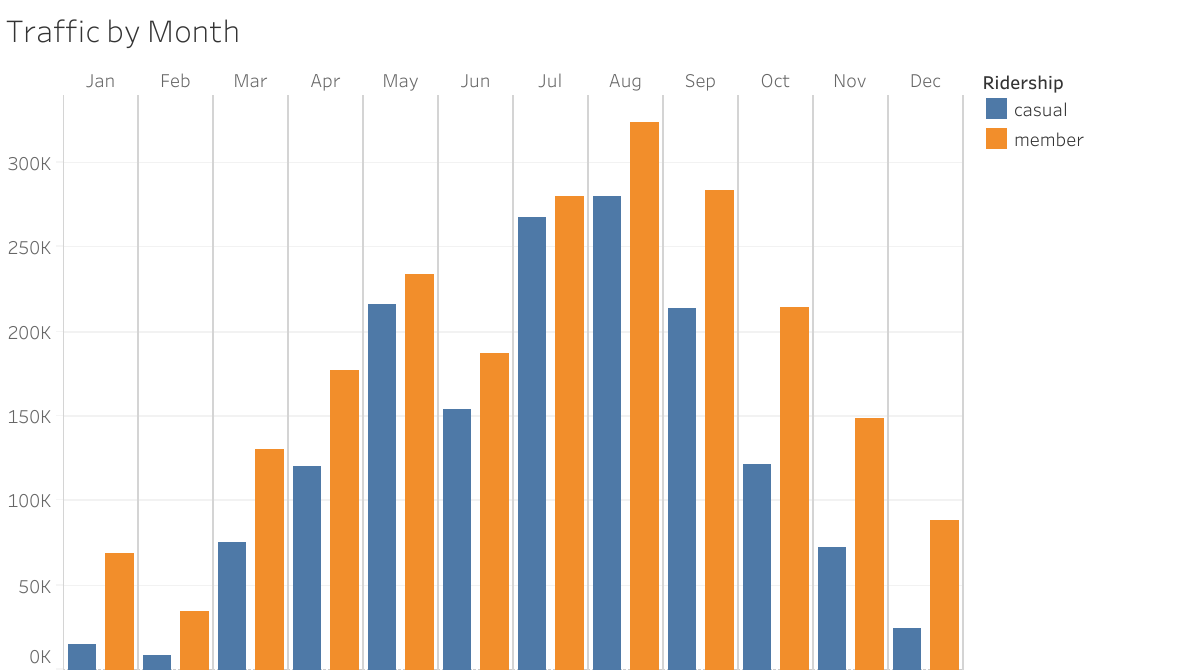 Traffic by Month
Jan Feb Mar Apr May Jun Jul Aug Sep Oct Nov Dec
Ridership
casual
member
300K
250K
200K
150K
100K
50K
0K